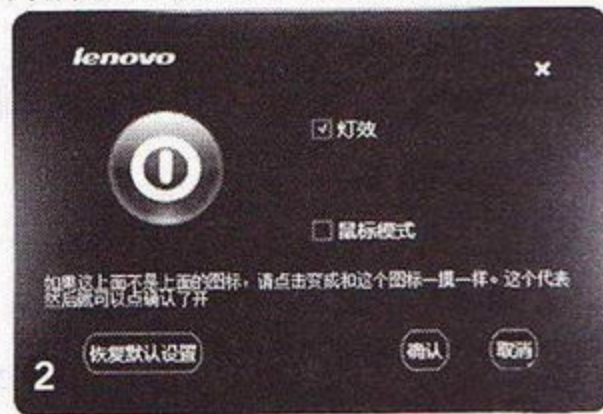 lenovo
灯效
鼠标模式
如果这上面不是上面的图标，请点击变成和这个图标一摸一样。这个代表
然后就可以点确认了开
恢复默认设置
确认
取消
2